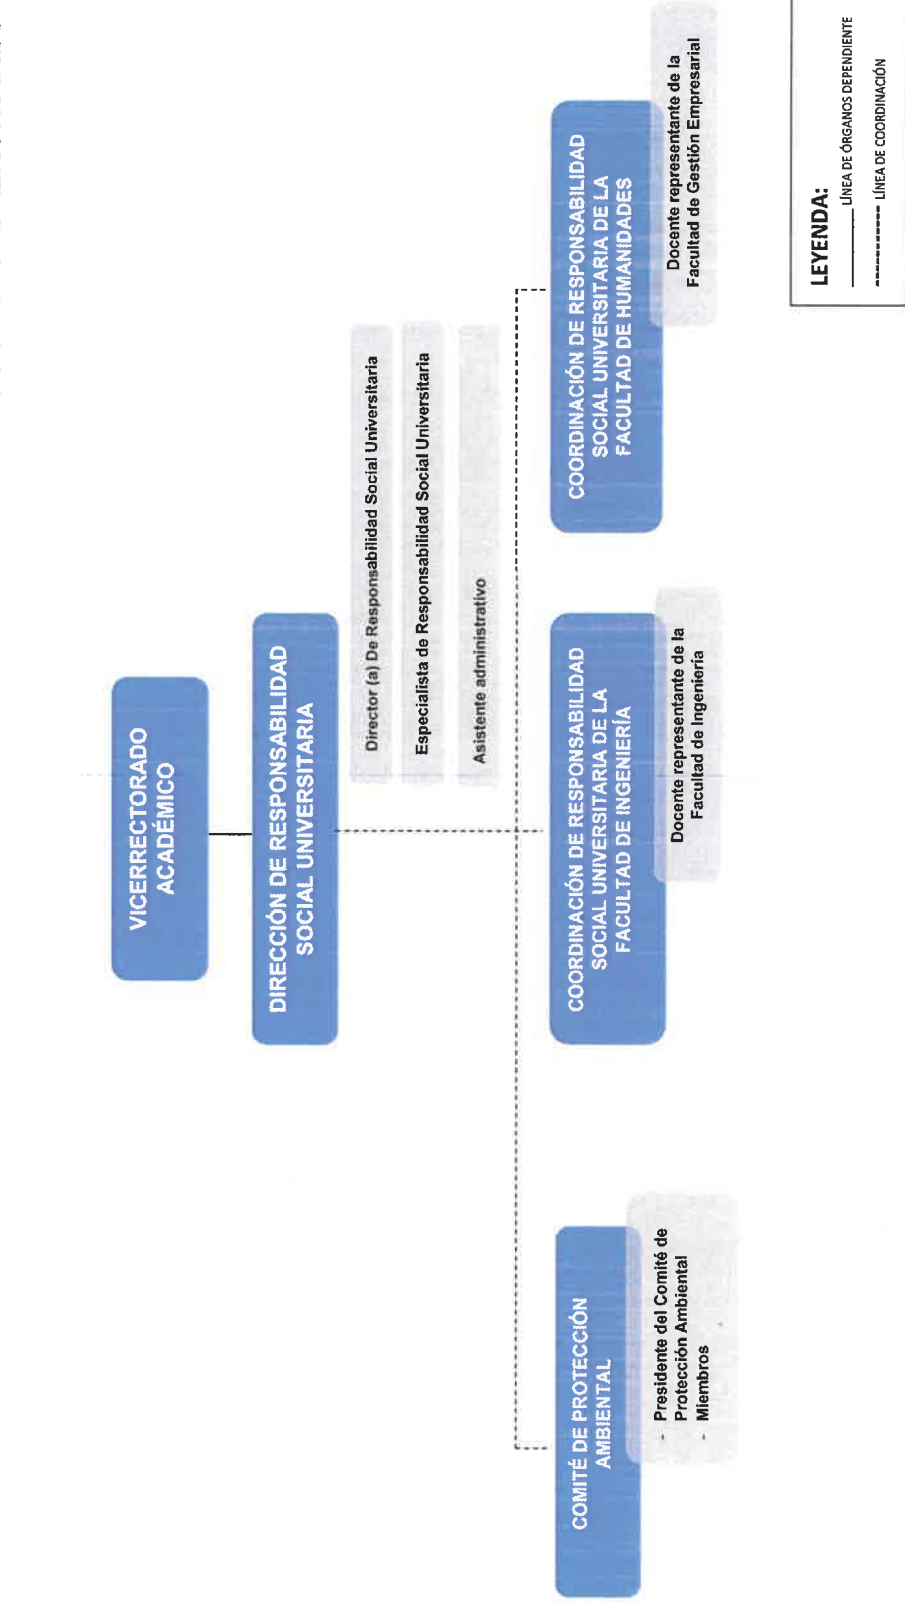 VICERRECTORADO
ACADÉMICO
DIRECCIÓN DE RESPONSABILIDAD
SOCIAL UNIVERSITARIA
Director (a) De Responsabilidad Social Universitaria
Especialista de Responsabilidad Social Universitaria
Asistente administrativo
COMITÉ DE PROTECCIÓN
AMBIENTAL
- Presidente del Comité de
Protección Ambiental
- Miembros
COORDINACIÓN DE RESPONSABILIDAD
SOCIAL UNIVERSITARIA DE LA
FACULTAD DE INGENIERÍA
Docente representante de la
Facultad de Ingeniería
COORDINACIÓN DE RESPONSABILIDAD
SOCIAL UNIVERSITARIA DE LA
FACULTAD DE HUMANIDADES
Docente representante de la
Facultad de Gestión Empresarial
LEYENDA:
LÍNEA DE ÓRGANOS DEPENDIENTE
LÍNEA DE COORDINACIÓN